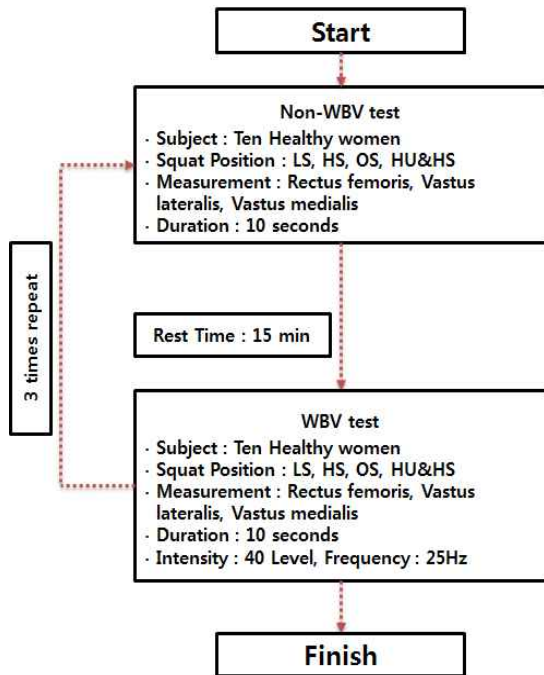 Start
Non-WBV test
· Subject : Ten Healthy women
· Squat Position : LS, HS, OS, HU&HS
· Measurement : Rectus femoris, Vastus
lateralis, Vastus medialis
· Duration : 10 seconds
3 times repeat
Rest Time : 15 min
WBV test
· Subject : Ten Healthy women
· Squat Position : LS, HS, OS, HU&HS
· Measurement : Rectus femoris, Vastus
lateralis, Vastus medialis
· Duration : 10 seconds
· Intensity : 40 Level, Frequency : 25Hz
Finish